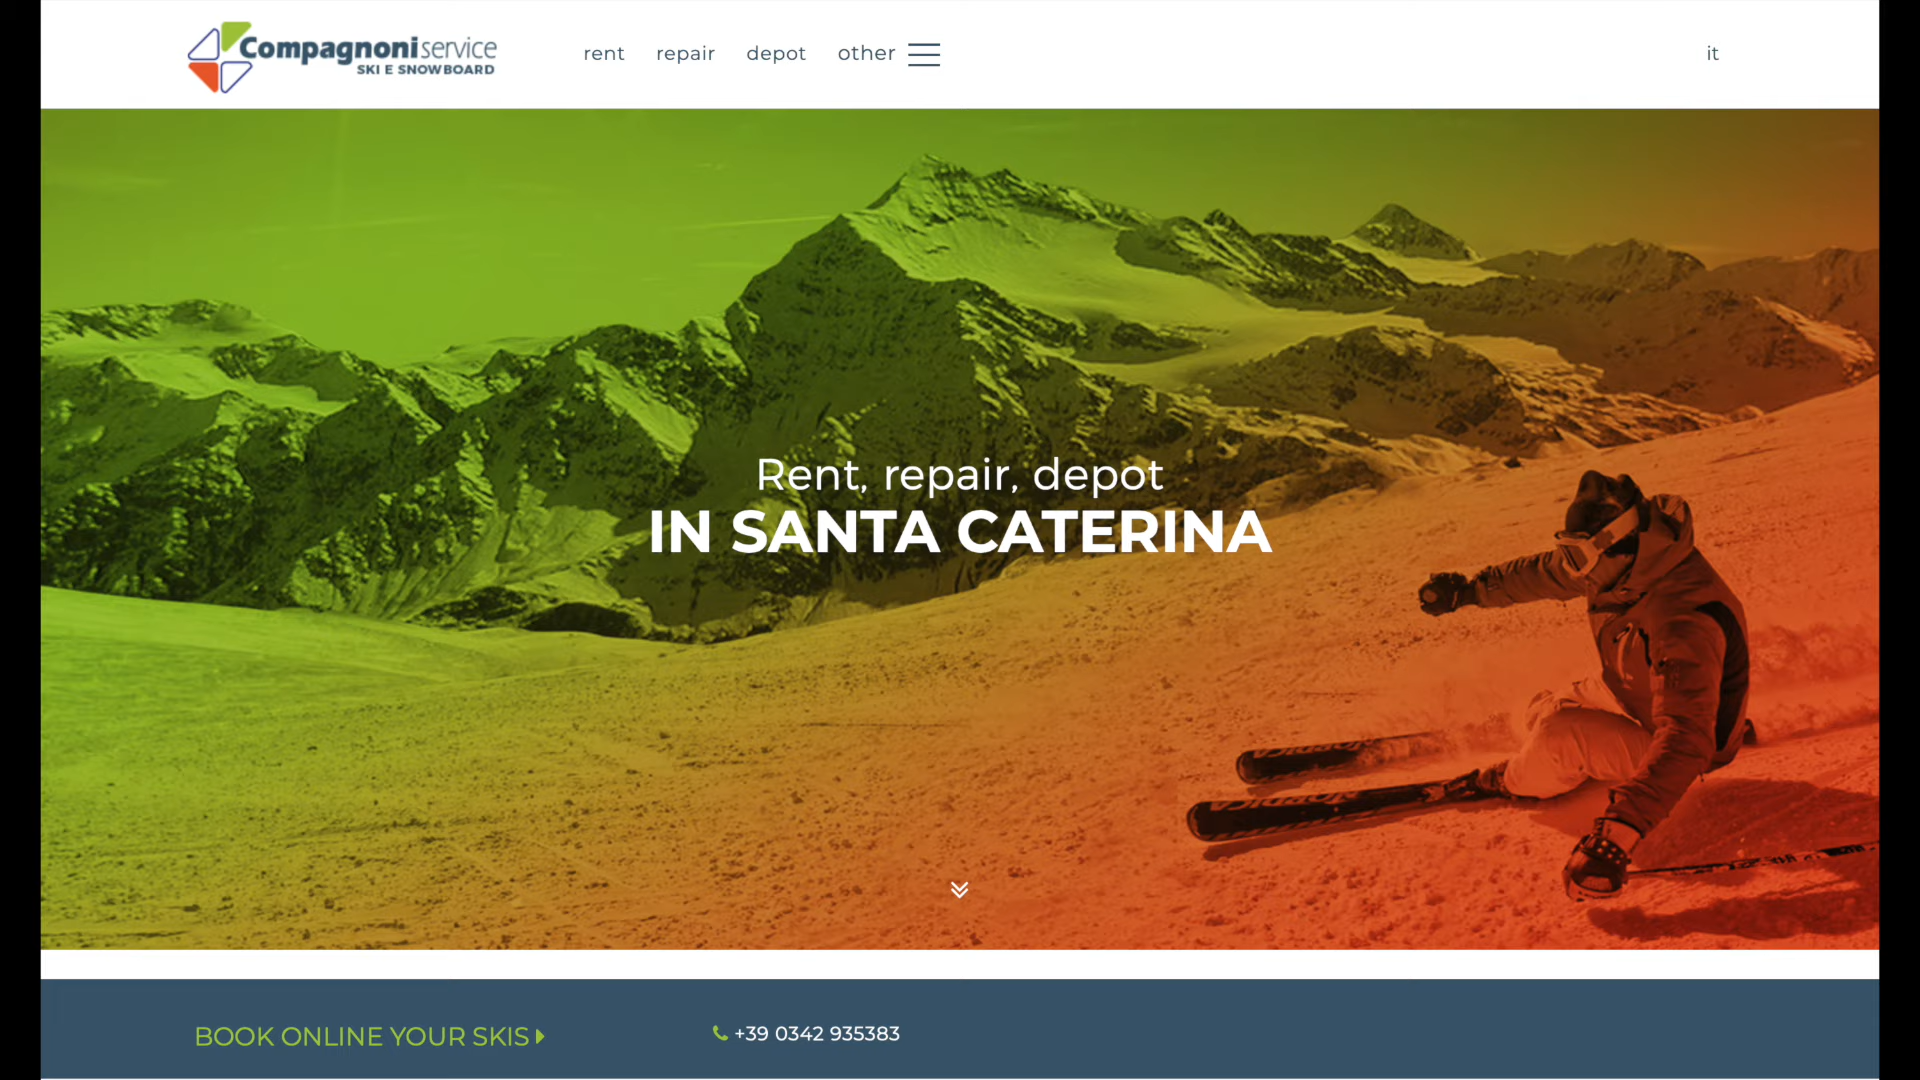 Compagnoniservice
SKI E SNOWBOARD
rent
repair
depot
other
it
Rent, repair, depot
IN SANTA CATERINA
BOOK ONLINE YOUR SKIS
+39 0342 935383